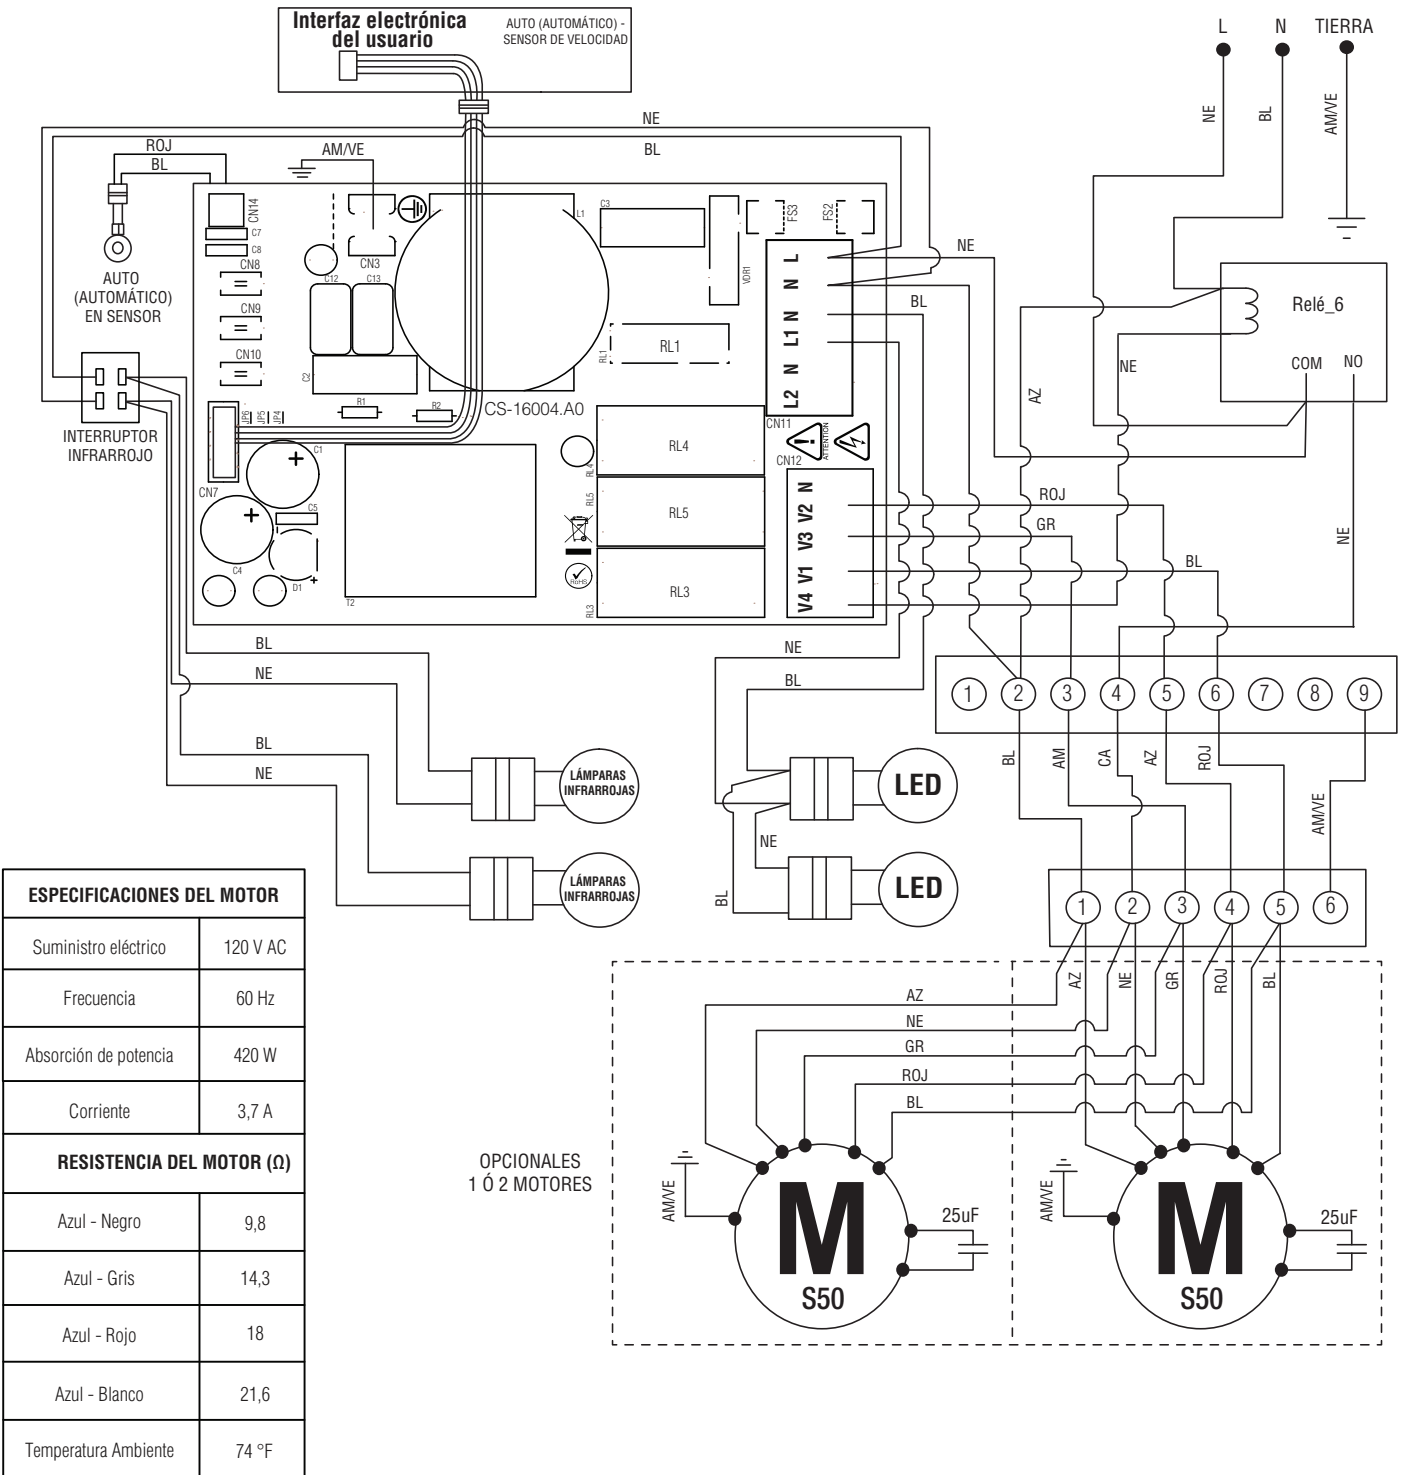 Interfaz electrónica
del usuario
AUTO (AUTOMÁTICO) -
SENSOR DE VELOCIDAD
L
N
TIERRA
NE
BL
AM/VE
NE
BL
ROJ
BL
AM/VE
AUTO
(AUTOMÁTICO)
EN SENSOR
CN14
C7
C8
CN8
CN9
CN10
CN3
C12
C13
C2
L1
C3
VDR1
FS3
FS2
RL1
RL1
R1
R2
CS-16004.A0
JP6
JP5
JP4
CN7
C1
C5
C4
D1
T2
RL4
RL4
RL5
RL5
RL3
RL3
RoHS
L
N
L1 N
L2 N
CN11
ATTENTION
CN12
V2 N
V3
V1
V4
NE
BL
Relé_6
COM
NO
NE
AZ
NE
ROJ
GR
BL
INTERRUPTOR
INFRARROJO
BL
NE
BL
NE
NE
BL
LÁMPARAS
INFRARROJAS
LÁMPARAS
INFRARROJAS
LED
LED
NE
BL
1 2 3 4 5 6 7 8 9
BL
AM
CA
AZ
ROJ
AM/VE
1 2 3 4 5 6
AZ
NE
GR
ROJ
BL
AZ
NE
GR
ROJ
BL
OPCIONALES
1 Ó 2 MOTORES
AM/VE
M
S50
25uF
AM/VE
M
S50
25uF
ESPECIFICACIONES DEL MOTOR
Suministro eléctrico 120 V AC
Frecuencia 60 Hz
Absorción de potencia 420 W
Corriente 3,7 A
RESISTENCIA DEL MOTOR (Ω)
Azul - Negro 9,8
Azul - Gris 14,3
Azul - Rojo 18
Azul - Blanco 21,6
Temperatura Ambiente 74 °F